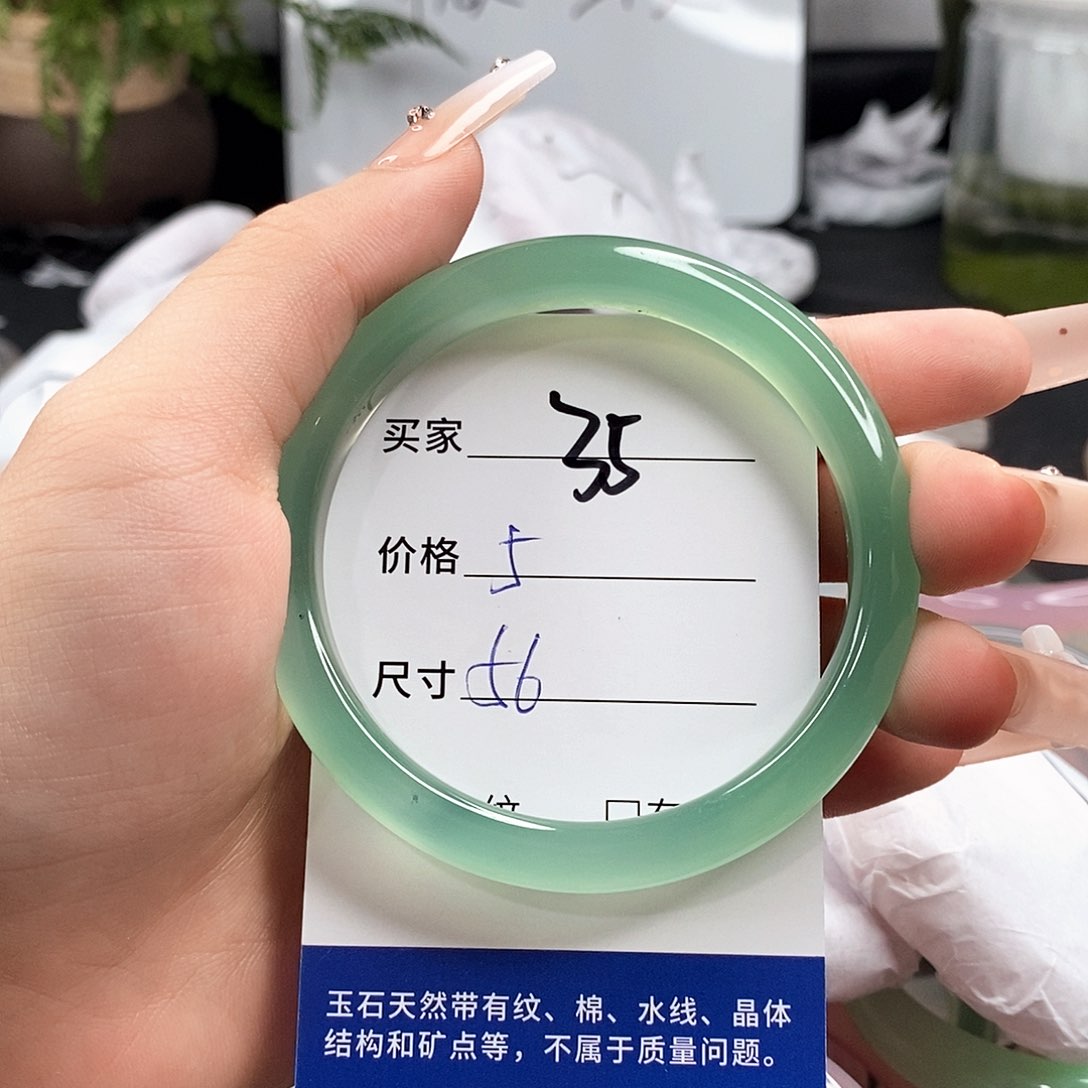 买家 35
价格 5
尺寸 56
玉石天然带有纹、棉、水线、晶体
结构和矿点等，不属于质量问题。